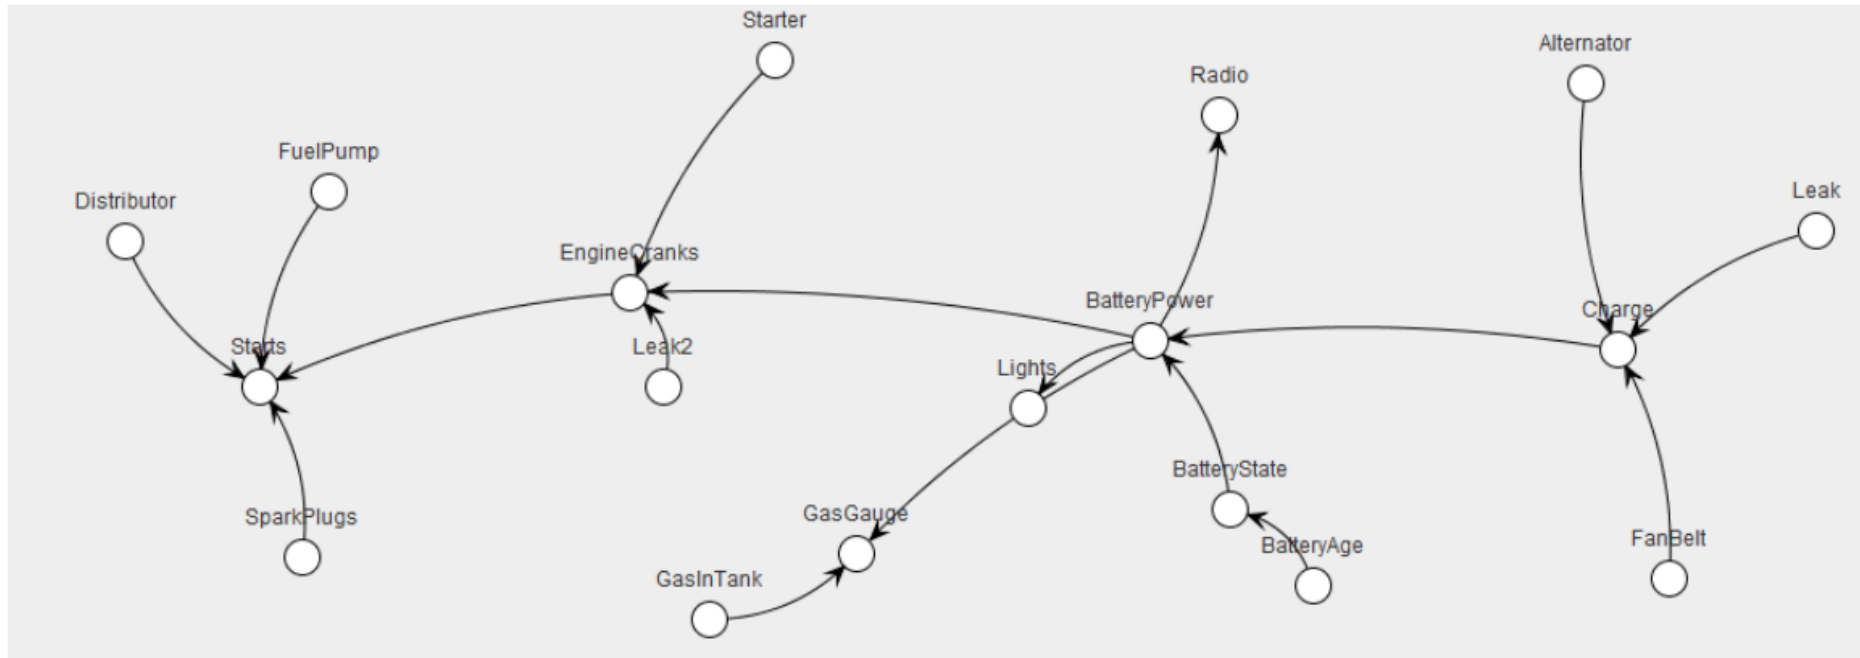 Starter
Alternator
Radio
FuelPump
Leak
Distributor
EngineCranks
BatteryPower
Charge
Starts
Leak2
Lights
BatteryState
GasGauge
SparkPlugs
FanBelt
BatteryAge
GasInTank